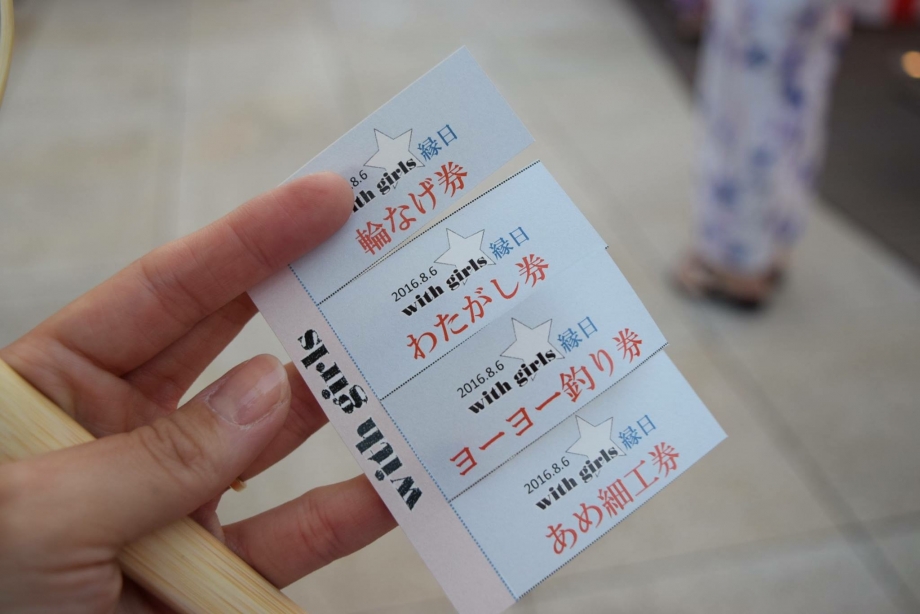 .8.6
th girls 縁日
輪なげ券
2016.8.6
with girls 縁日
わたがし券
2016.8.6
with girls 縁日
ヨーヨー釣り券
2016.8.6
with girls 縁日
あめ細工券
with girls